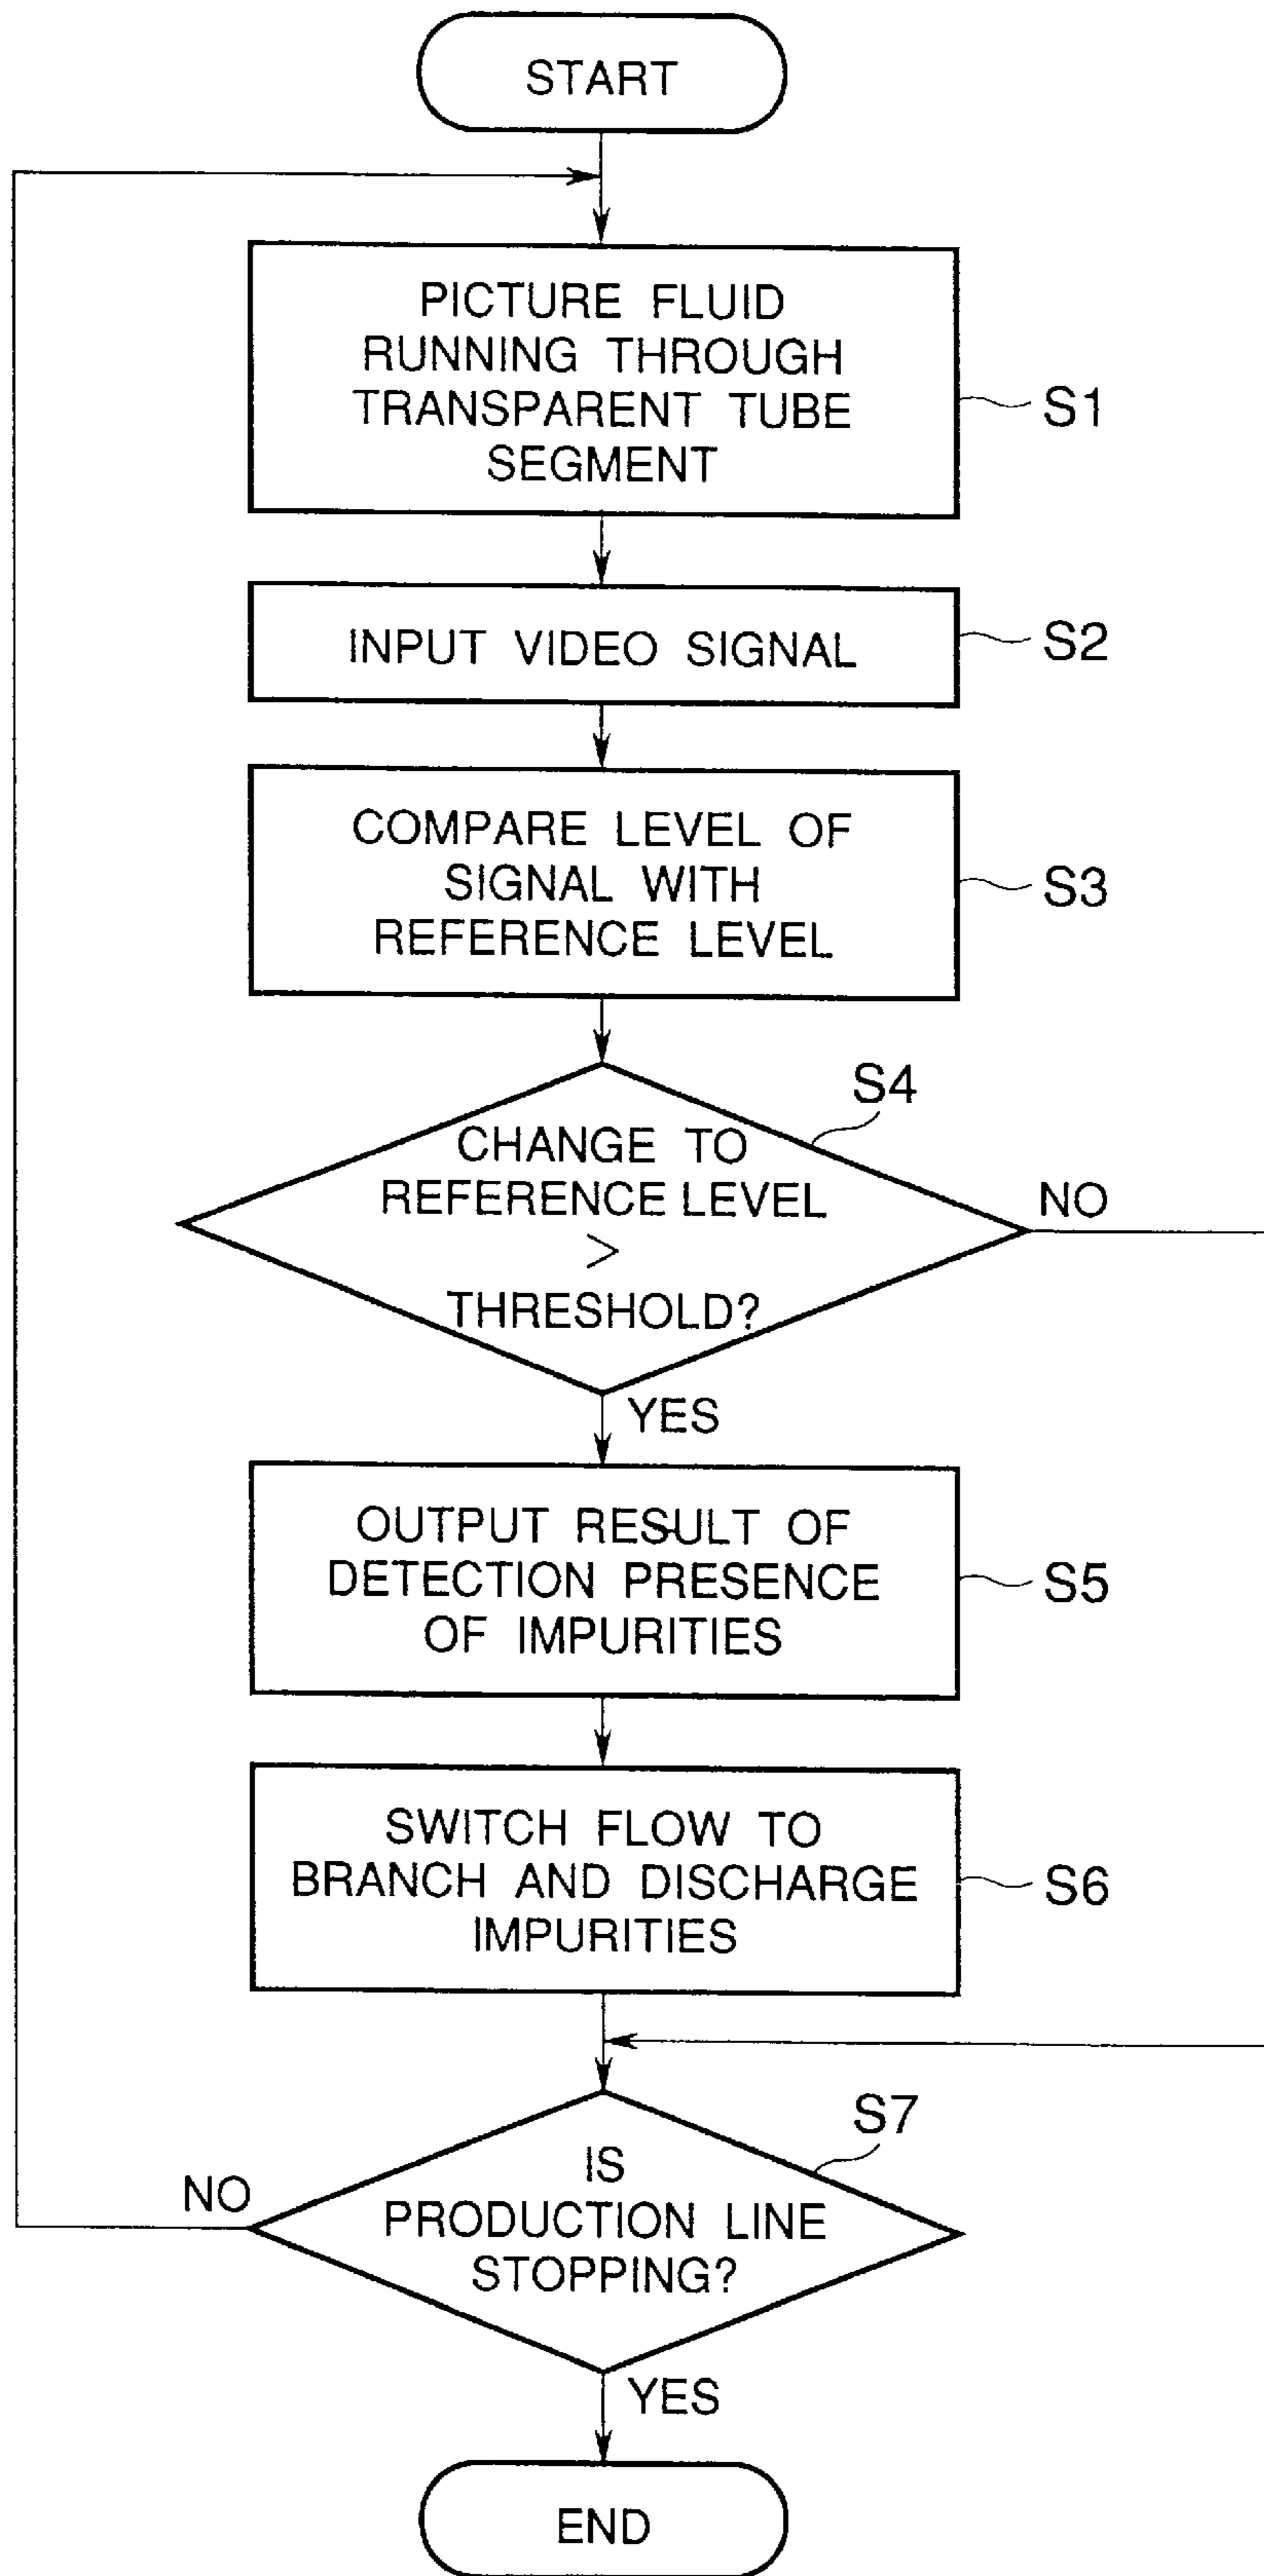 START
PICTURE FLUID
RUNNING THROUGH
TRANSPARENT TUBE
SEGMENT
S1
INPUT VIDEO SIGNAL
S2
COMPARE LEVEL OF
SIGNAL WITH
REFERENCE LEVEL
S3
S4
CHANGE TO
REFERENCE LEVEL
>
THRESHOLD?
NO
YES
OUTPUT RESULT OF
DETECTION PRESENCE
OF IMPURITIES
S5
SWITCH FLOW TO
BRANCH AND DISCHARGE
IMPURITIES
S6
S7
IS
PRODUCTION LINE
STOPPING?
NO
YES
END